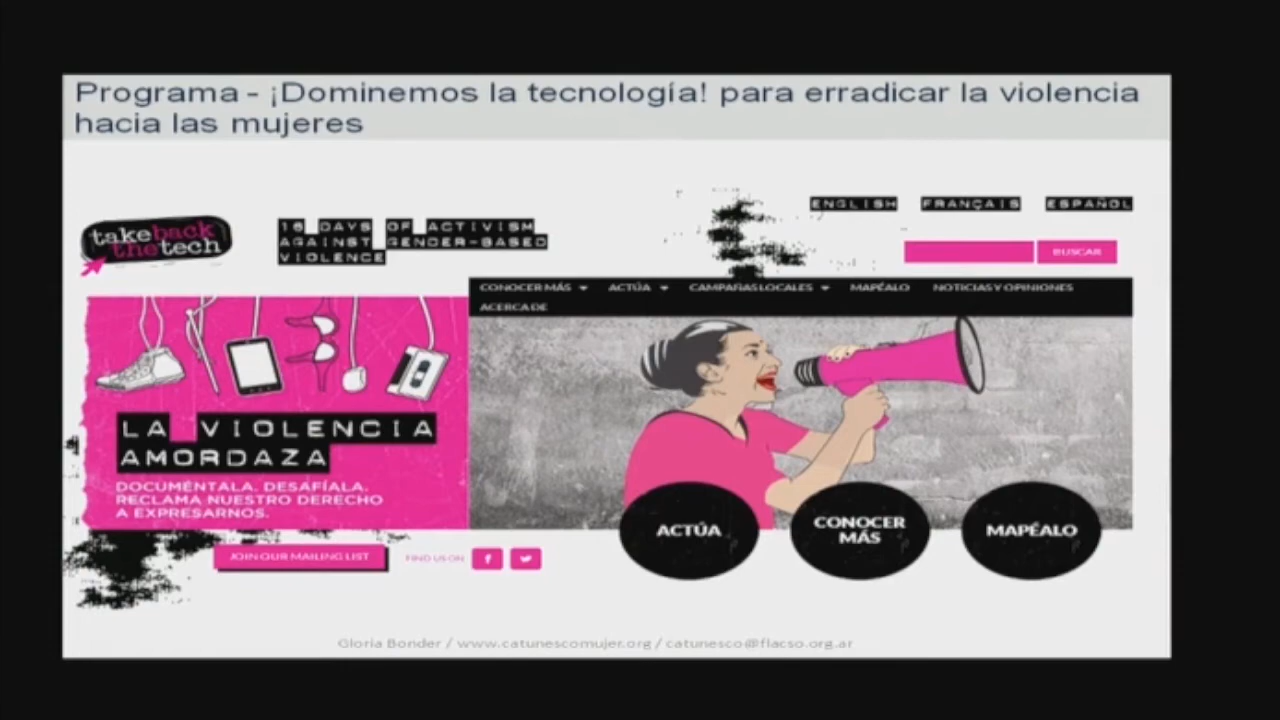 Programa - ¡Dominemos la tecnología! para erradicar la violencia
hacia las mujeres
take back
the tech
16 DAYS OF ACTIVISM
AGAINST GENDER-BASED
VIOLENCE
ENGLISH FRANÇAIS ESPAÑOL
BUSCAR
CONOCER MÁS ACTÚA CAMPAÑAS LOCALES MAPÉALO NOTICIAS Y OPINIONES
ACERCA DE
LA VIOLENCIA
AMORDAZA
DOCUMÉNTALA. DESAFÍALA.
RECLAMA NUESTRO DERECHO
A EXPRESARNOS.
ACTÚA
CONOCER
MÁS
MAPÉALO
JOIN OUR MAILING LIST
FIND US ON
Gloria Bonder / www.catunescomujer.org / catunesco@flacso.org.ar